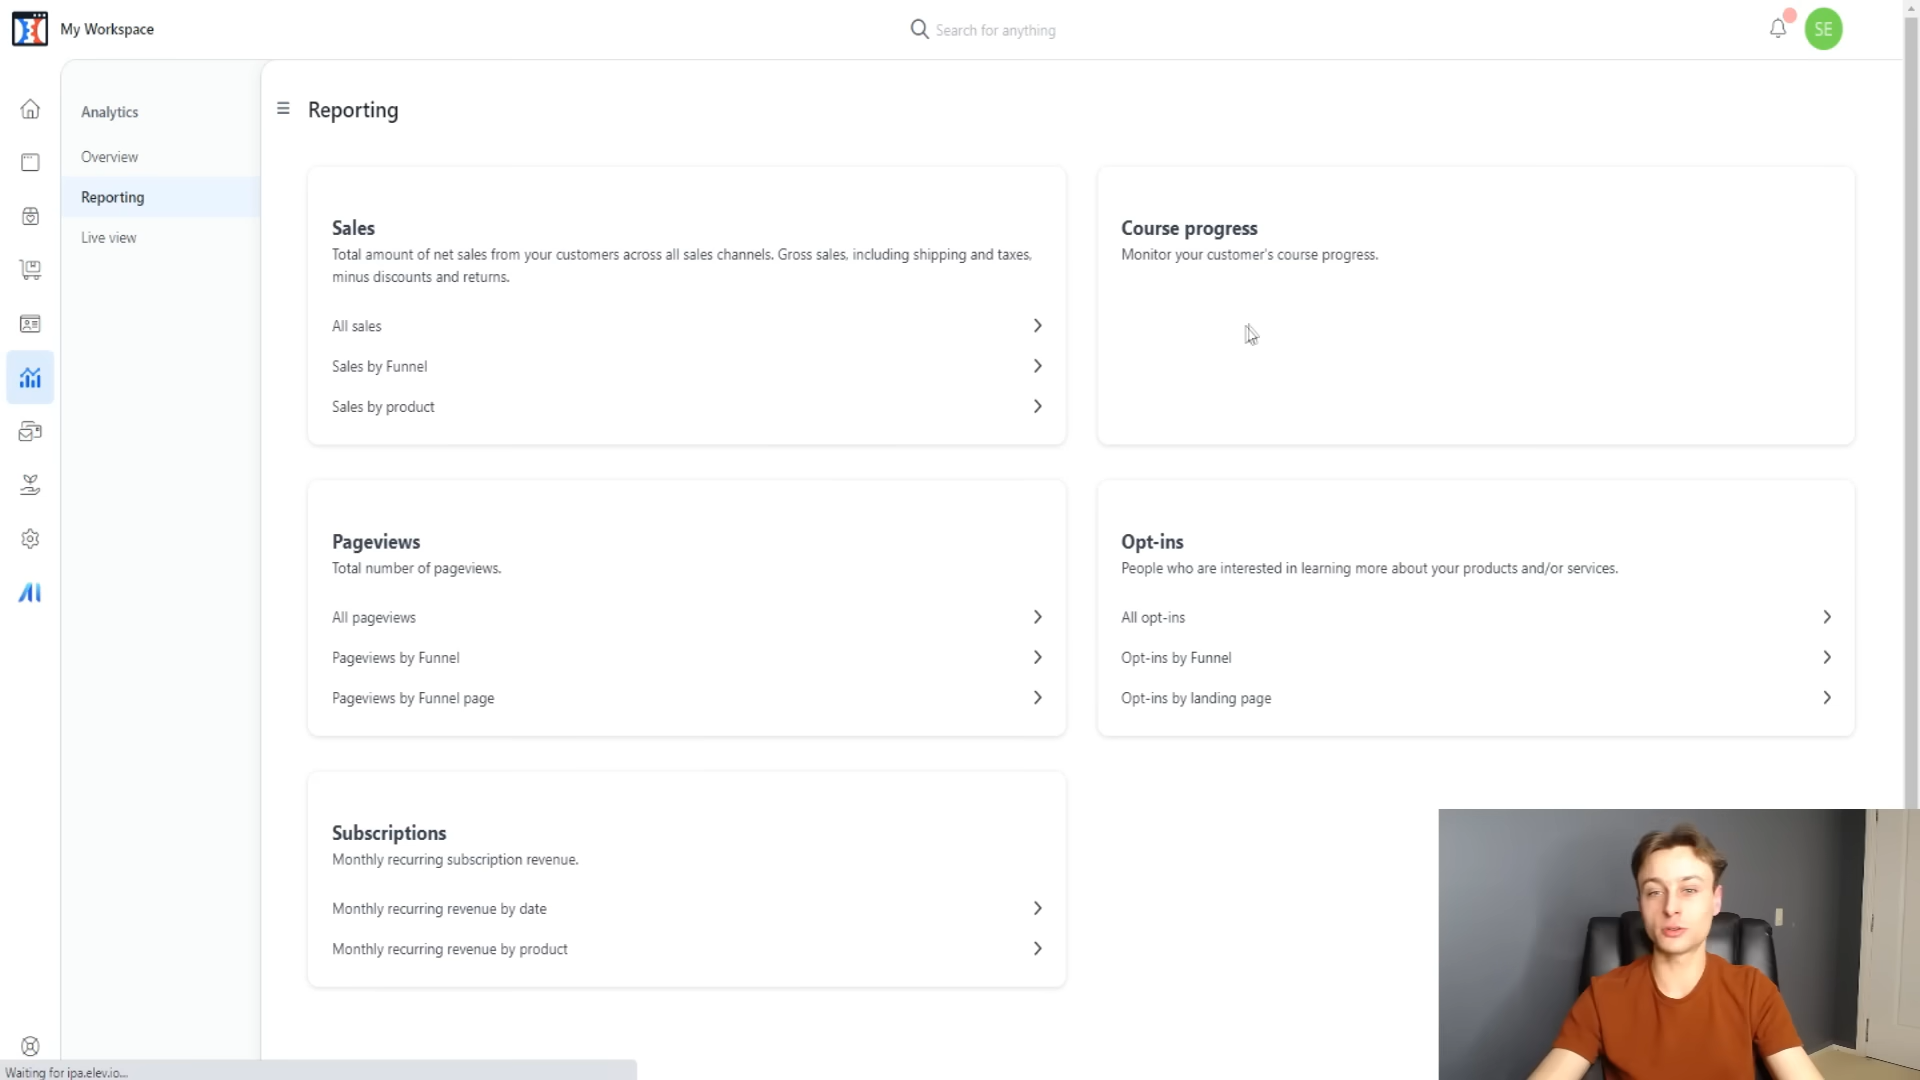 My Workspace
Search for anything
SE
Analytics
Overview
Reporting
Live view
Reporting
Sales
Total amount of net sales from your customers across all sales channels. Gross sales, including shipping and taxes,
minus discounts and returns.
All sales
Sales by Funnel
Sales by product
Course progress
Monitor your customer's course progress.
Pageviews
Total number of pageviews.
All pageviews
Pageviews by Funnel
Pageviews by Funnel page
Opt-ins
People who are interested in learning more about your products and/or services.
All opt-ins
Opt-ins by Funnel
Opt-ins by landing page
Subscriptions
Monthly recurring subscription revenue.
Monthly recurring revenue by date
Monthly recurring revenue by product
AI
Waiting for ipa.elev.io...